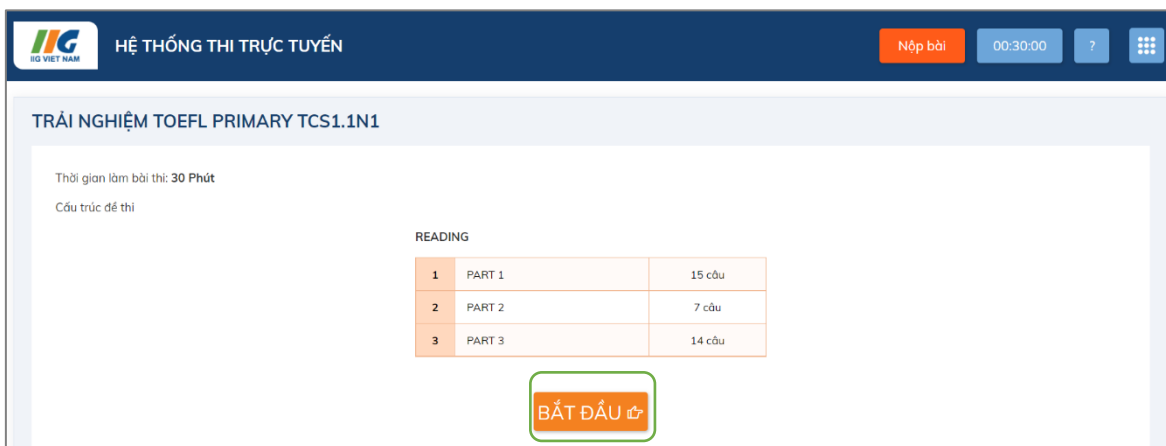 IIG VIET NAM
HỆ THỐNG THI TRỰC TUYẾN
Nộp bài
00:30:00
?
TRẢI NGHIỆM TOEFL PRIMARY TCS1.1N1
Thời gian làm bài thi: 30 Phút
Cấu trúc đề thi
READING
1 PART 1 15 câu
2 PART 2 7 câu
3 PART 3 14 câu
BẮT ĐẦU